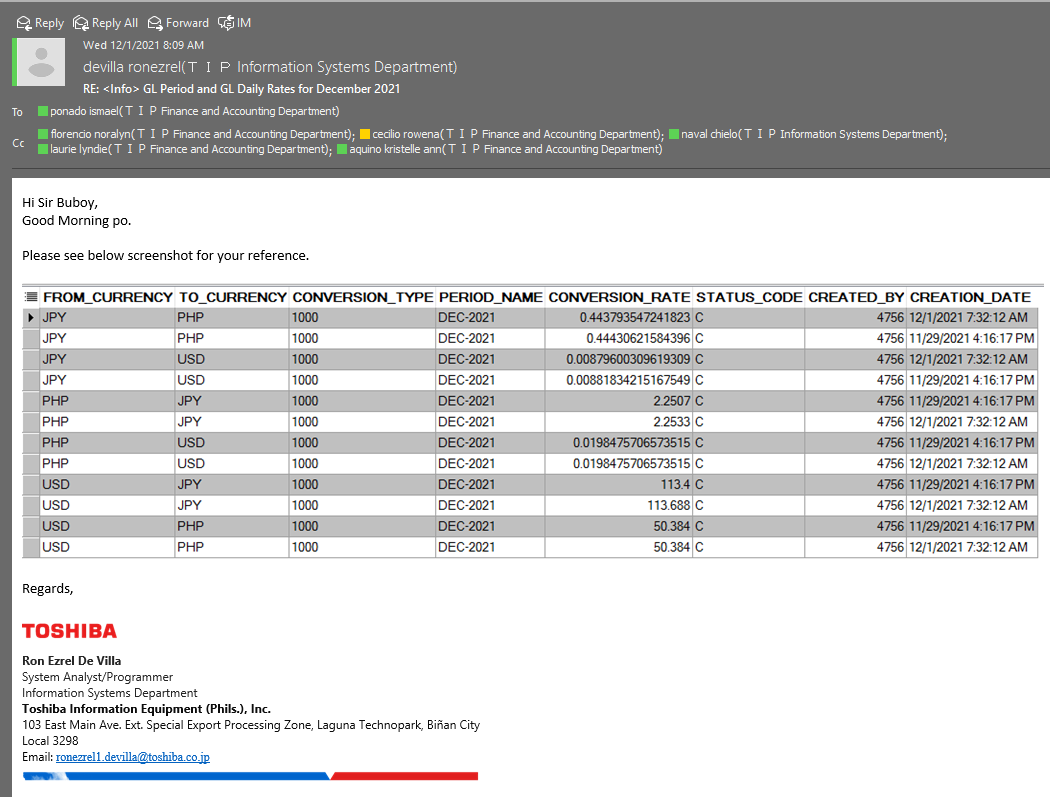 Reply Reply All Forward IM
Wed 12/1/2021 8:09 AM
devilla ronezrel(T I P Information Systems Department)
RE: <Info> GL Period and GL Daily Rates for December 2021
To ponado ismael(T I P Finance and Accounting Department)
Cc florencio noralyn(T I P Finance and Accounting Department); cecilio rowena(T I P Finance and Accounting Department); naval chielo(T I P Information Systems Department);
laurie lyndie(T I P Finance and Accounting Department); aquino kristelle ann(T I P Finance and Accounting Department)
Hi Sir Buboy,
Good Morning po.
Please see below screenshot for your reference.
FROM_CURRENCY TO_CURRENCY CONVERSION_TYPE PERIOD_NAME CONVERSION_RATE STATUS_CODE CREATED_BY CREATION_DATE
JPY PHP 1000 DEC-2021 0.443793547241823 C 4756 12/1/2021 7:32:12 AM
JPY PHP 1000 DEC-2021 0.44430621584396 C 4756 11/29/2021 4:16:17 PM
JPY USD 1000 DEC-2021 0.00879600309619309 C 4756 12/1/2021 7:32:12 AM
JPY USD 1000 DEC-2021 0.00881834215167549 C 4756 11/29/2021 4:16:17 PM
PHP JPY 1000 DEC-2021 2.2507 C 4756 11/29/2021 4:16:17 PM
PHP JPY 1000 DEC-2021 2.2533 C 4756 12/1/2021 7:32:12 AM
PHP USD 1000 DEC-2021 0.0198475706573515 C 4756 11/29/2021 4:16:17 PM
PHP USD 1000 DEC-2021 0.0198475706573515 C 4756 12/1/2021 7:32:12 AM
USD JPY 1000 DEC-2021 113.4 C 4756 11/29/2021 4:16:17 PM
USD JPY 1000 DEC-2021 113.688 C 4756 12/1/2021 7:32:12 AM
USD PHP 1000 DEC-2021 50.384 C 4756 11/29/2021 4:16:17 PM
USD PHP 1000 DEC-2021 50.384 C 4756 12/1/2021 7:32:12 AM
Regards,
TOSHIBA
Ron Ezrel De Villa
System Analyst/Programmer
Information Systems Department
Toshiba Information Equipment (Phils.), Inc.
103 East Main Ave. Ext. Special Export Processing Zone, Laguna Technopark, Biñan City
Local 3298
Email: ronezrel1.devilla@toshiba.co.jp